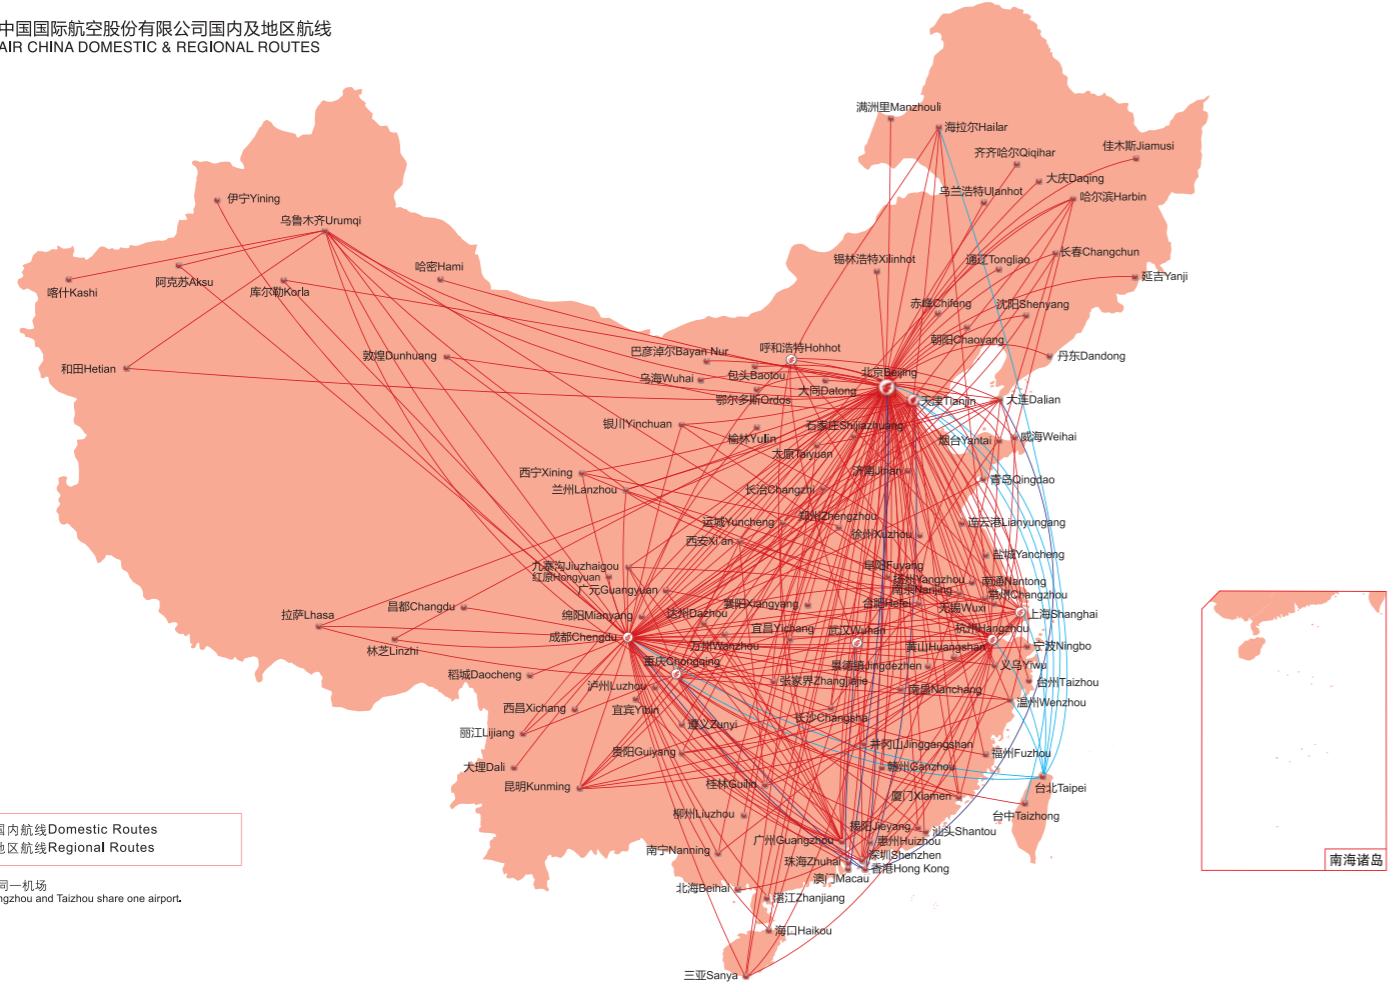 中国国际航空股份有限公司国内及地区航线
AIR CHINA DOMESTIC & REGIONAL ROUTES
满洲里Manzhouli
海拉尔Hailar
齐齐哈尔Qiqihar
佳木斯Jiamusi
大庆Daqing
乌兰浩特Ulanhot
哈尔滨Harbin
伊宁Yining
乌鲁木齐Urumqi
长春Changchun
锡林浩特Xilinhot
通辽Tongliao
延吉Yanji
哈密Hami
喀什Kashi
阿克苏Aksu
库尔勒Korla
赤峰Chifeng
沈阳Shenyang
朝阳Chaoyang
巴彦淖尔Bayan Nur
呼和浩特Hohhot
敦煌Dunhuang
丹东Dandong
和田Hetian
乌海Wuhai
包头Baotou
北京Beijing
大同Datong
鄂尔多斯Ordos
天津Tianjin
大连Dalian
银川Yinchuan
石家庄Shijiazhuang
榆林Yulin
太原Taiyuan
烟台Yantai
威海Weihai
西宁Xining
济南Jinan
青岛Qingdao
兰州Lanzhou
长治Changzhi
运城Yuncheng
郑州Zhengzhou
连云港Lianyungang
西安Xi'an
徐州Xuzhou
盐城Yancheng
九寨沟Jiuzhaigou
红原Hongyuan
阜阳Fuyang
扬州Yangzhou
南通Nantong
广元Guangyuan
南京Nanjing
常州Changzhou
昌都Changdu
襄阳Xiangyang
合肥Hefei
无锡Wuxi
拉萨Lhasa
绵阳Mianyang
达州Dazhou
上海Shanghai
成都Chengdu
宜昌Yichang
武汉Wuhan
杭州Hangzhou
林芝Linzhi
万州Wanzhou
黄山Huangshan
宁波Ningbo
重庆Chongqing
景德镇Jingdezhen
义乌Yiwu
稻城Daocheng
泸州Luzhou
张家界Zhangjiajie
南昌Nanchang
台州Taizhou
西昌Xichang
宜宾Yibin
温州Wenzhou
遵义Zunyi
长沙Changsha
丽江Lijiang
贵阳Guiyang
井冈山Jinggangshan
福州Fuzhou
大理Dali
赣州Ganzhou
昆明Kunming
桂林Guilin
台北Taipei
厦门Xiamen
台中Taizhong
柳州Liuzhou
揭阳Jieyang
汕头Shantou
国内航线Domestic Routes
广州Guangzhou
惠州Huizhou
地区航线Regional Routes
南宁Nanning
深圳Shenzhen
珠海Zhuhai
香港Hong Kong
澳门Macau
南海诸岛
同一机场
北海Beihai
ngzhou and Taizhou share one airport.
湛江Zhanjiang
海口Haikou
三亚Sanya